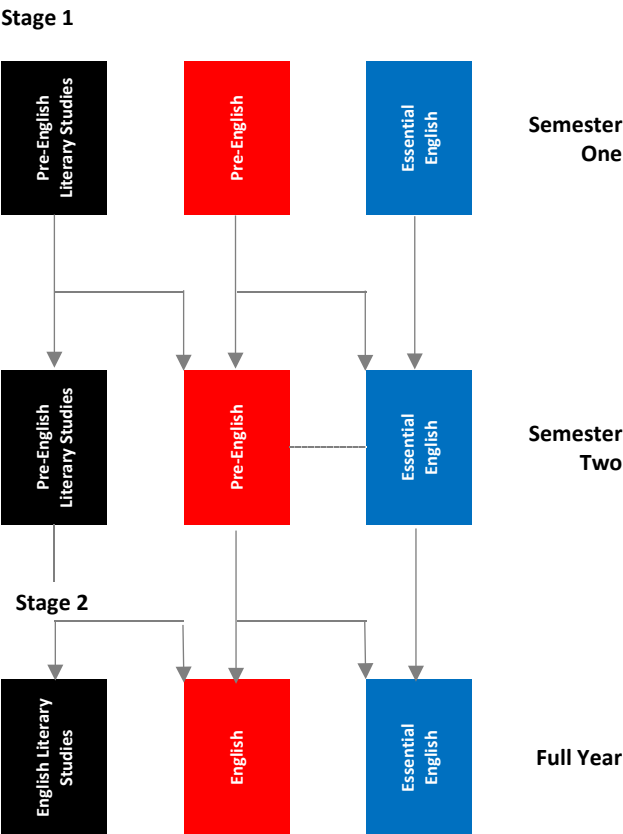 Stage 1
Pre-English
Literary Studies
Pre-English
Essential
English
Semester
One
Pre-English
Literary Studies
Pre-English
Essential
English
Semester
Two
Stage 2
English Literary
Studies
English
Essential
English
Full Year